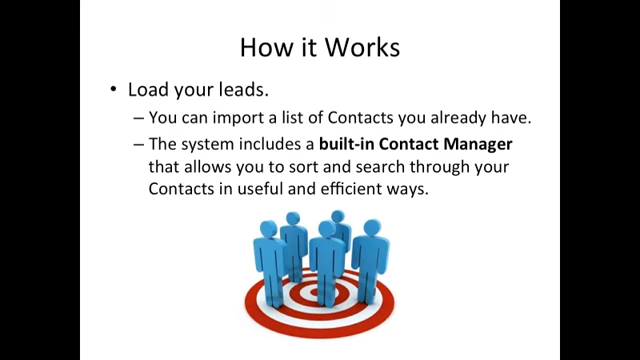 How it Works
• Load your leads.
– You can import a list of Contacts you already have.
– The system includes a built-in Contact Manager
that allows you to sort and search through your
Contacts in useful and efficient ways.